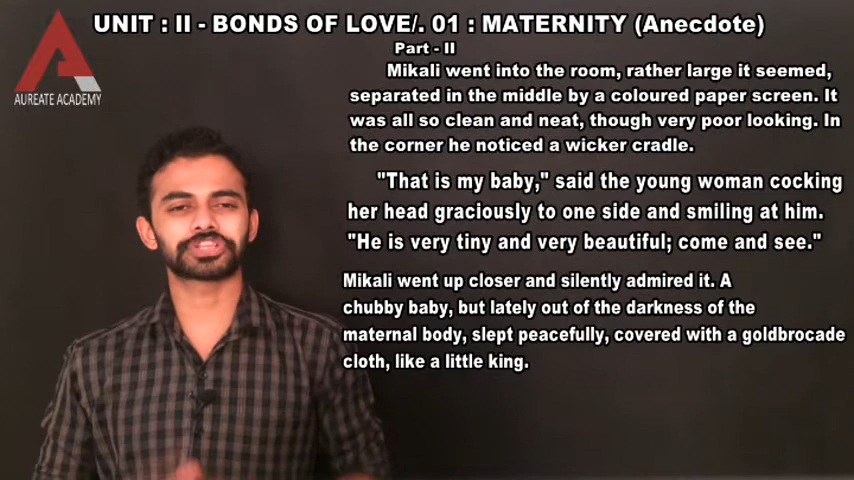 UNIT : II - BONDS OF LOVE/. 01 : MATERNITY (Anecdote)
Part - II
AUREATE ACADEMY
Mikali went into the room, rather large it seemed,
separated in the middle by a coloured paper screen. It
was all so clean and neat, though very poor looking. In
the corner he noticed a wicker cradle.
"That is my baby," said the young woman cocking
her head graciously to one side and smiling at him.
"He is very tiny and very beautiful; come and see."
Mikali went up closer and silently admired it. A
chubby baby, but lately out of the darkness of the
maternal body, slept peacefully, covered with a goldbrocade
cloth, like a little king.